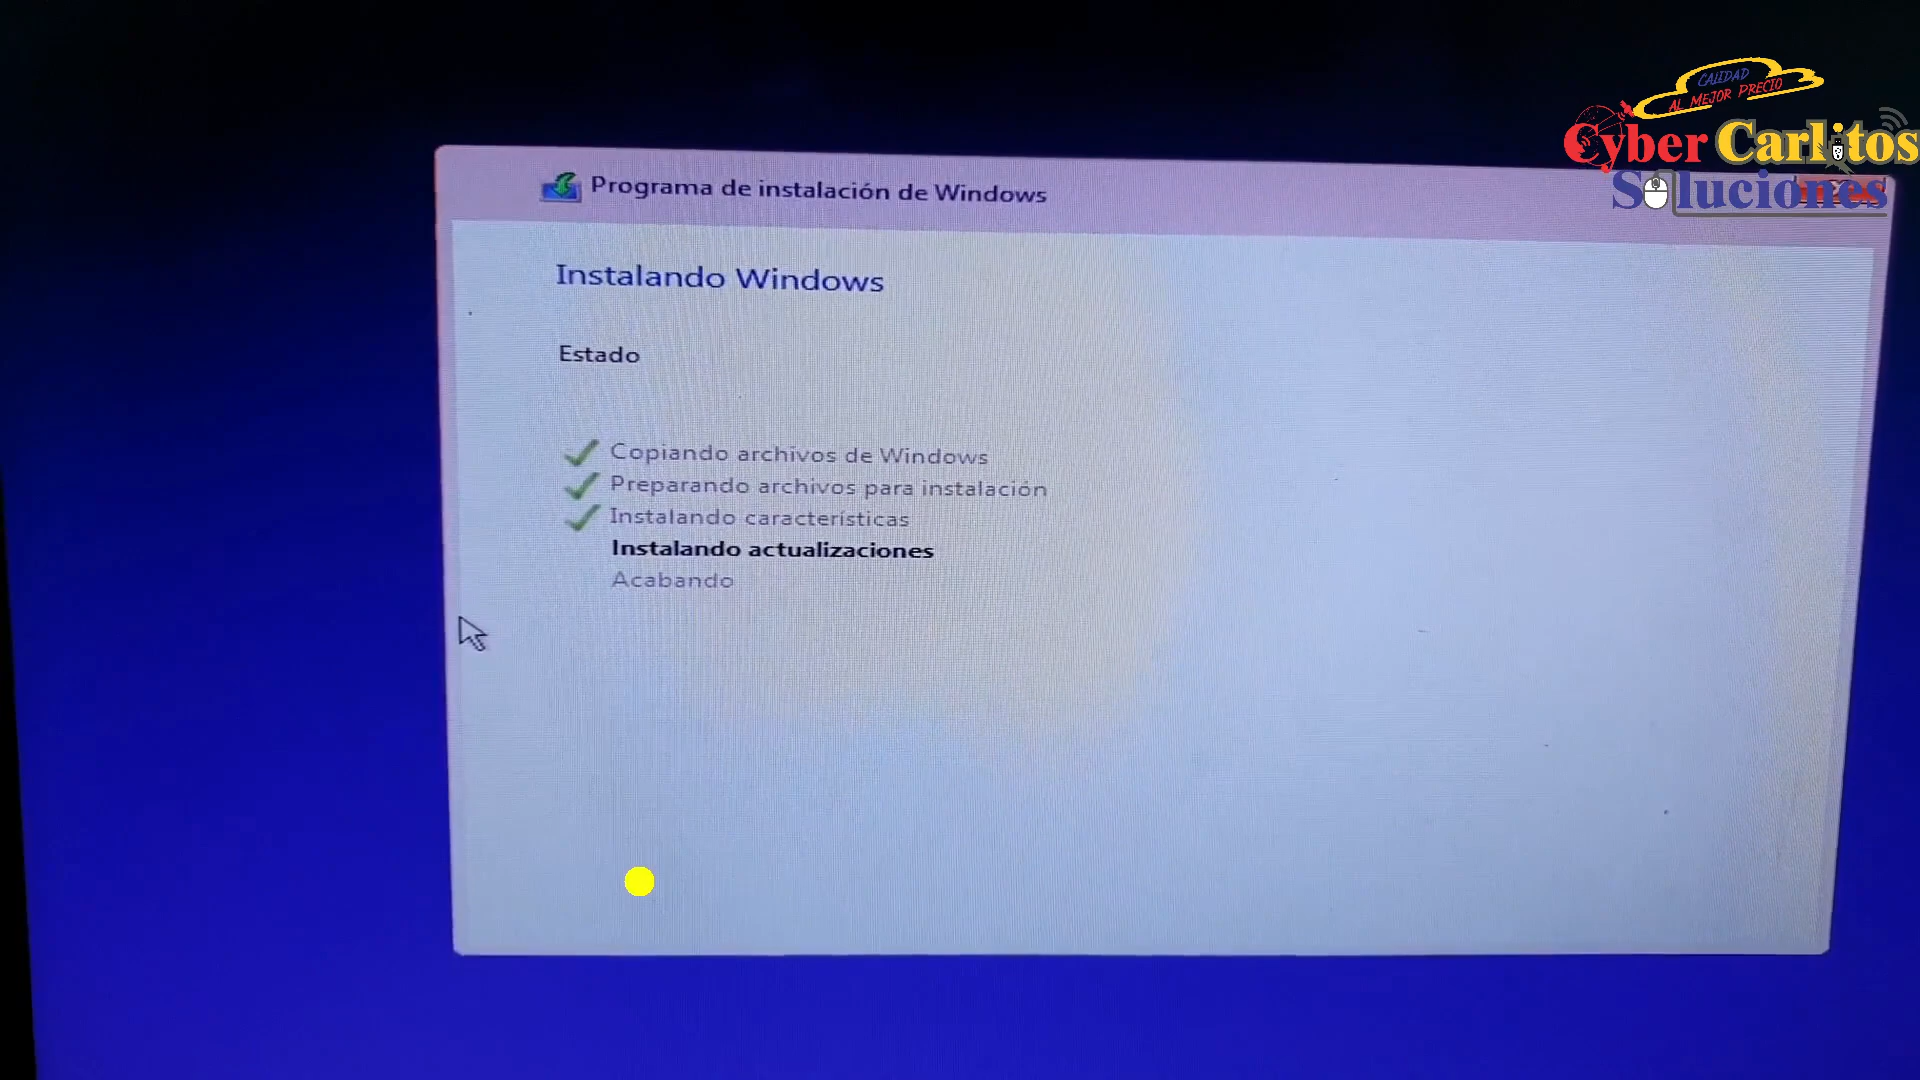 CALIDAD
AL MEJOR PRECIO
Cyber Carlitos
Soluciones
Programa de instalación de Windows
Instalando Windows
Estado
Copiando archivos de Windows
Preparando archivos para instalación
Instalando características
Instalando actualizaciones
Acabando